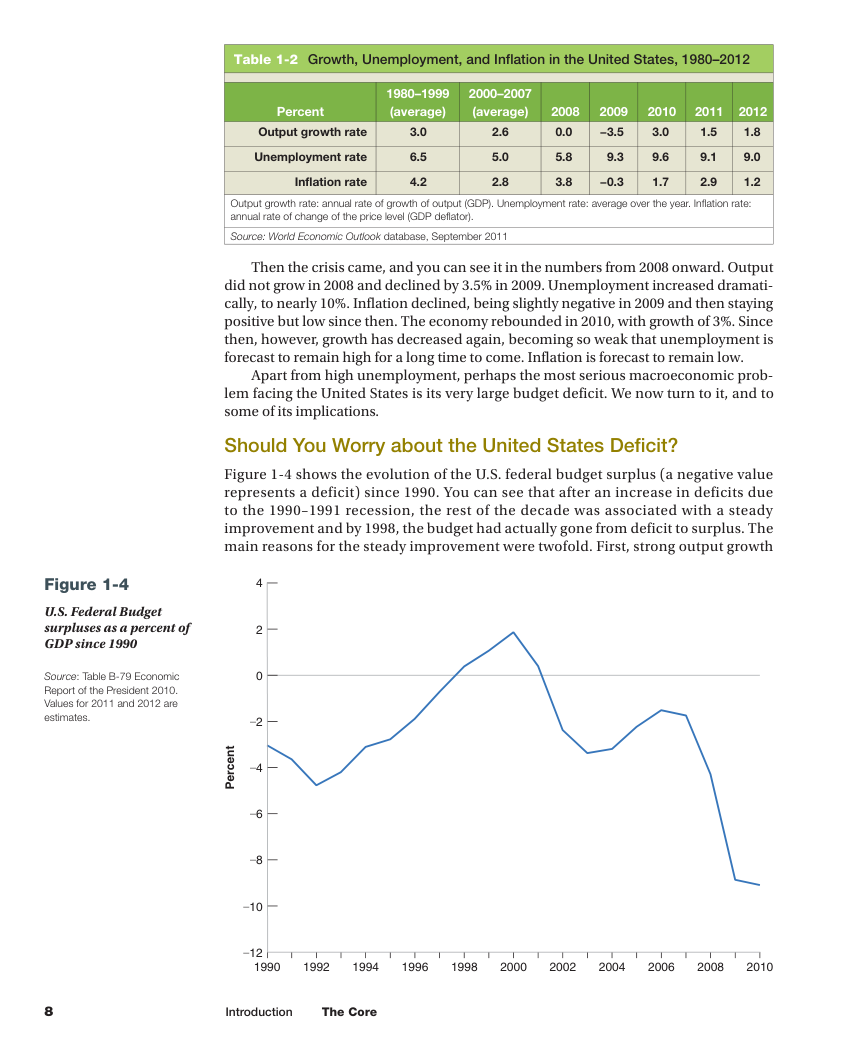 Table 1-2 Growth, Unemployment, and Inflation in the United States, 1980–2012
Percent 1980–1999 (average) 2000–2007 (average) 2008 2009 2010 2011 2012
Output growth rate 3.0 2.6 0.0 –3.5 3.0 1.5 1.8
Unemployment rate 6.5 5.0 5.8 9.3 9.6 9.1 9.0
Inflation rate 4.2 2.8 3.8 –0.3 1.7 2.9 1.2
Output growth rate: annual rate of growth of output (GDP). Unemployment rate: average over the year. Inflation rate:
annual rate of change of the price level (GDP deflator).
Source: World Economic Outlook database, September 2011
Then the crisis came, and you can see it in the numbers from 2008 onward. Output
did not grow in 2008 and declined by 3.5% in 2009. Unemployment increased dramati-
cally, to nearly 10%. Inflation declined, being slightly negative in 2009 and then staying
positive but low since then. The economy rebounded in 2010, with growth of 3%. Since
then, however, growth has decreased again, becoming so weak that unemployment is
forecast to remain high for a long time to come. Inflation is forecast to remain low.
Apart from high unemployment, perhaps the most serious macroeconomic prob-
lem facing the United States is its very large budget deficit. We now turn to it, and to
some of its implications.
Should You Worry about the United States Deficit?
Figure 1-4 shows the evolution of the U.S. federal budget surplus (a negative value
represents a deficit) since 1990. You can see that after an increase in deficits due
to the 1990–1991 recession, the rest of the decade was associated with a steady
improvement and by 1998, the budget had actually gone from deficit to surplus. The
main reasons for the steady improvement were twofold. First, strong output growth
Figure 1-4
U.S. Federal Budget
surpluses as a percent of
GDP since 1990
Source: Table B-79 Economic
Report of the President 2010.
Values for 2011 and 2012 are
estimates.
Percent
4
2
0
–2
–4
–6
–8
–10
–12
1990 1992 1994 1996 1998 2000 2002 2004 2006 2008 2010
8 Introduction The Core